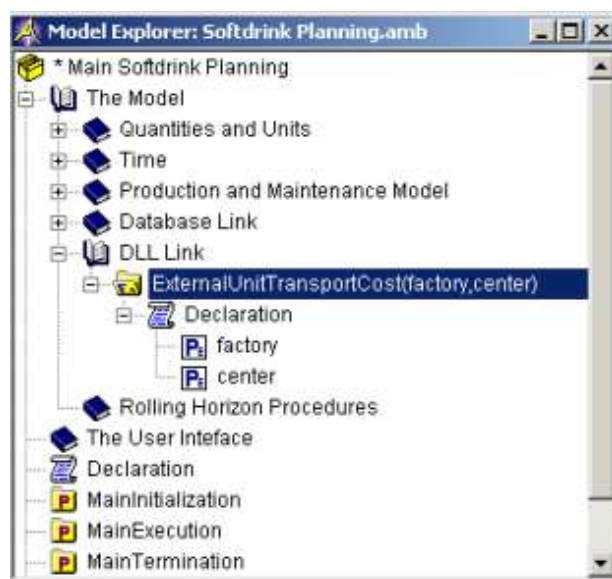 Model Explorer: Softdrink Planning.amb
* Main Softdrink Planning
The Model
Quantities and Units
Time
Production and Maintenance Model
Database Link
DLL Link
ExternalUnitTransportCost(factory,center)
Declaration
PE factory
PE center
Rolling Horizon Procedures
The User Inteface
Declaration
P MainInitialization
P MainExecution
P MainTermination